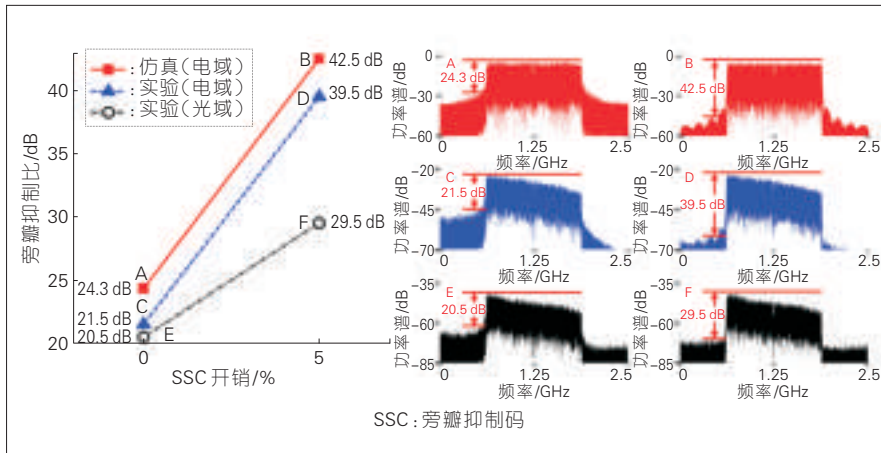 旁瓣抑制比/dB
40
35
30
25
20
■:仿真(电域)
▲:实验(电域)
○:实验(光域)
B 42.5 dB
D 39.5 dB
F 29.5 dB
A
24.3 dB
C
21.5 dB
20.5 dB E
0 5
SSC 开销/%
功率谱/dB
0
-30
-60
A
24.3 dB
0 1.25 2.5
频率/GHz
功率谱/dB
0
-30
-60
B
42.5 dB
0 1.25 2.5
频率/GHz
功率谱/dB
-20
-45
-70
C
21.5 dB
0 1.25 2.5
频率/GHz
功率谱/dB
-20
-45
-70
D
39.5 dB
0 1.25 2.5
频率/GHz
功率谱/dB
-35
-60
-85
E
20.5 dB
0 1.25 2.5
频率/GHz
功率谱/dB
-35
-60
-85
F
29.5 dB
0 1.25 2.5
频率/GHz
SSC:旁瓣抑制码